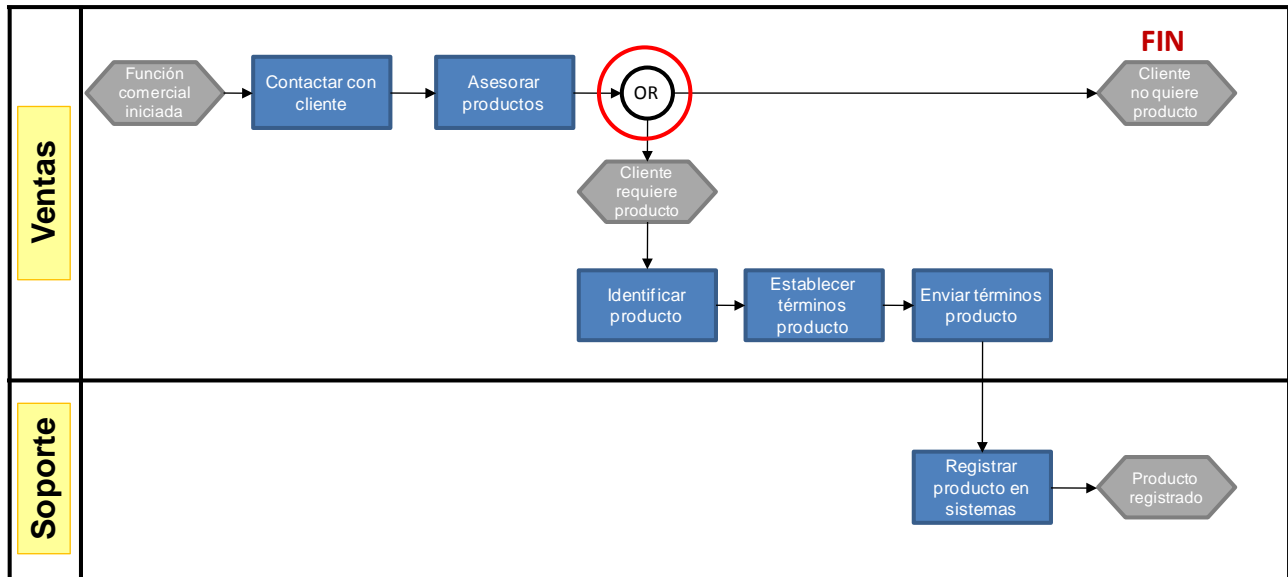 FIN
Función
comercial
iniciada
Contactar con
cliente
Asesorar
productos
OR
Cliente
no quiere
producto
Ventas
Cliente
requiere
producto
Identificar
producto
Establecer
términos
producto
Enviar términos
producto
Soporte
Registrar
producto en
sistemas
Producto
registrado